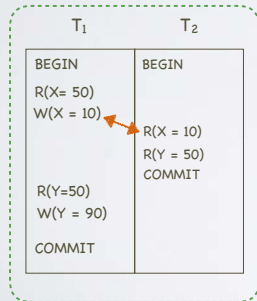 T₁ T₂
BEGIN BEGIN
R(X= 50)
W(X = 10)
R(X = 10)
R(Y = 50)
COMMIT
R(Y=50)
W(Y = 90)
COMMIT